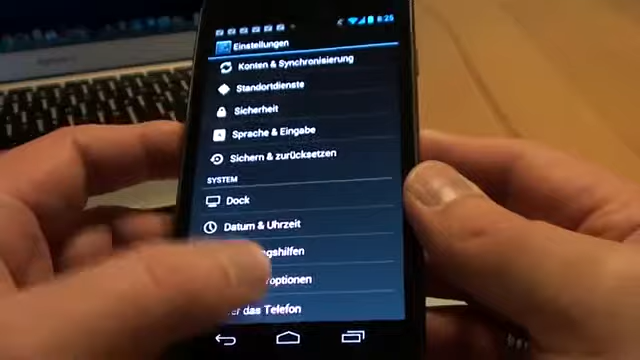 8:25
Einstellungen
Konten & Synchronisierung
Standortdienste
Sicherheit
Sprache & Eingabe
Sichern & zurücksetzen
SYSTEM
Dock
Datum & Uhrzeit
ngshilfen
optionen
er das Telefon